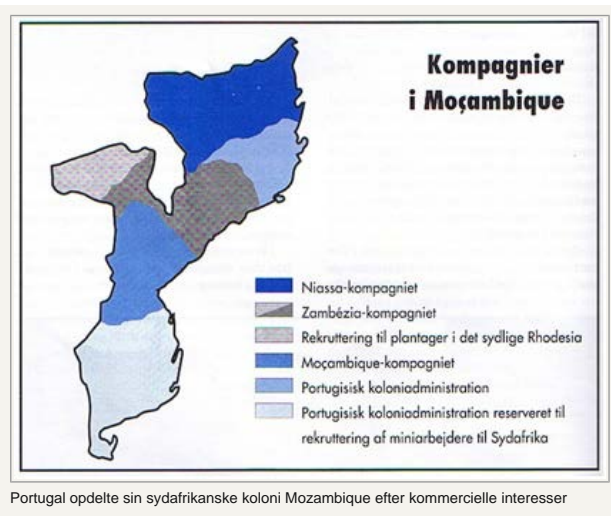 Kompagnier
i Moçambique
Niassa-kompagniet
Zambézia-kompagniet
Rekruttering til plantager i det sydlige Rhodesia
Moçambique-kompagniet
Portugisisk koloniadministration
Portugisisk koloniadministration reserveret til
rekruttering af minearbejdere til Sydafrika
Portugal opdelte sin sydafrikanske koloni Mozambique efter kommercielle interesser